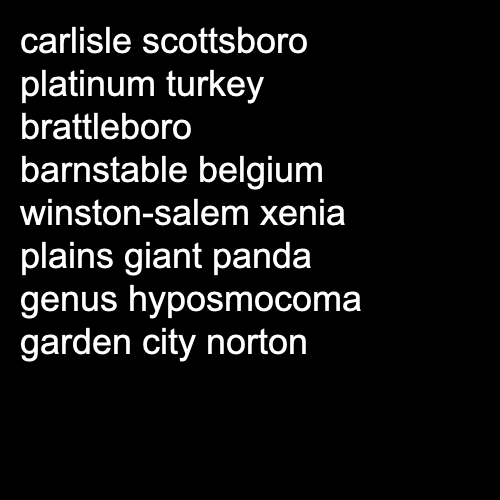 carlisle scottsboro
platinum turkey
brattleboro
barnstable belgium
winston-salem xenia
plains giant panda
genus hyposmocoma
garden city norton